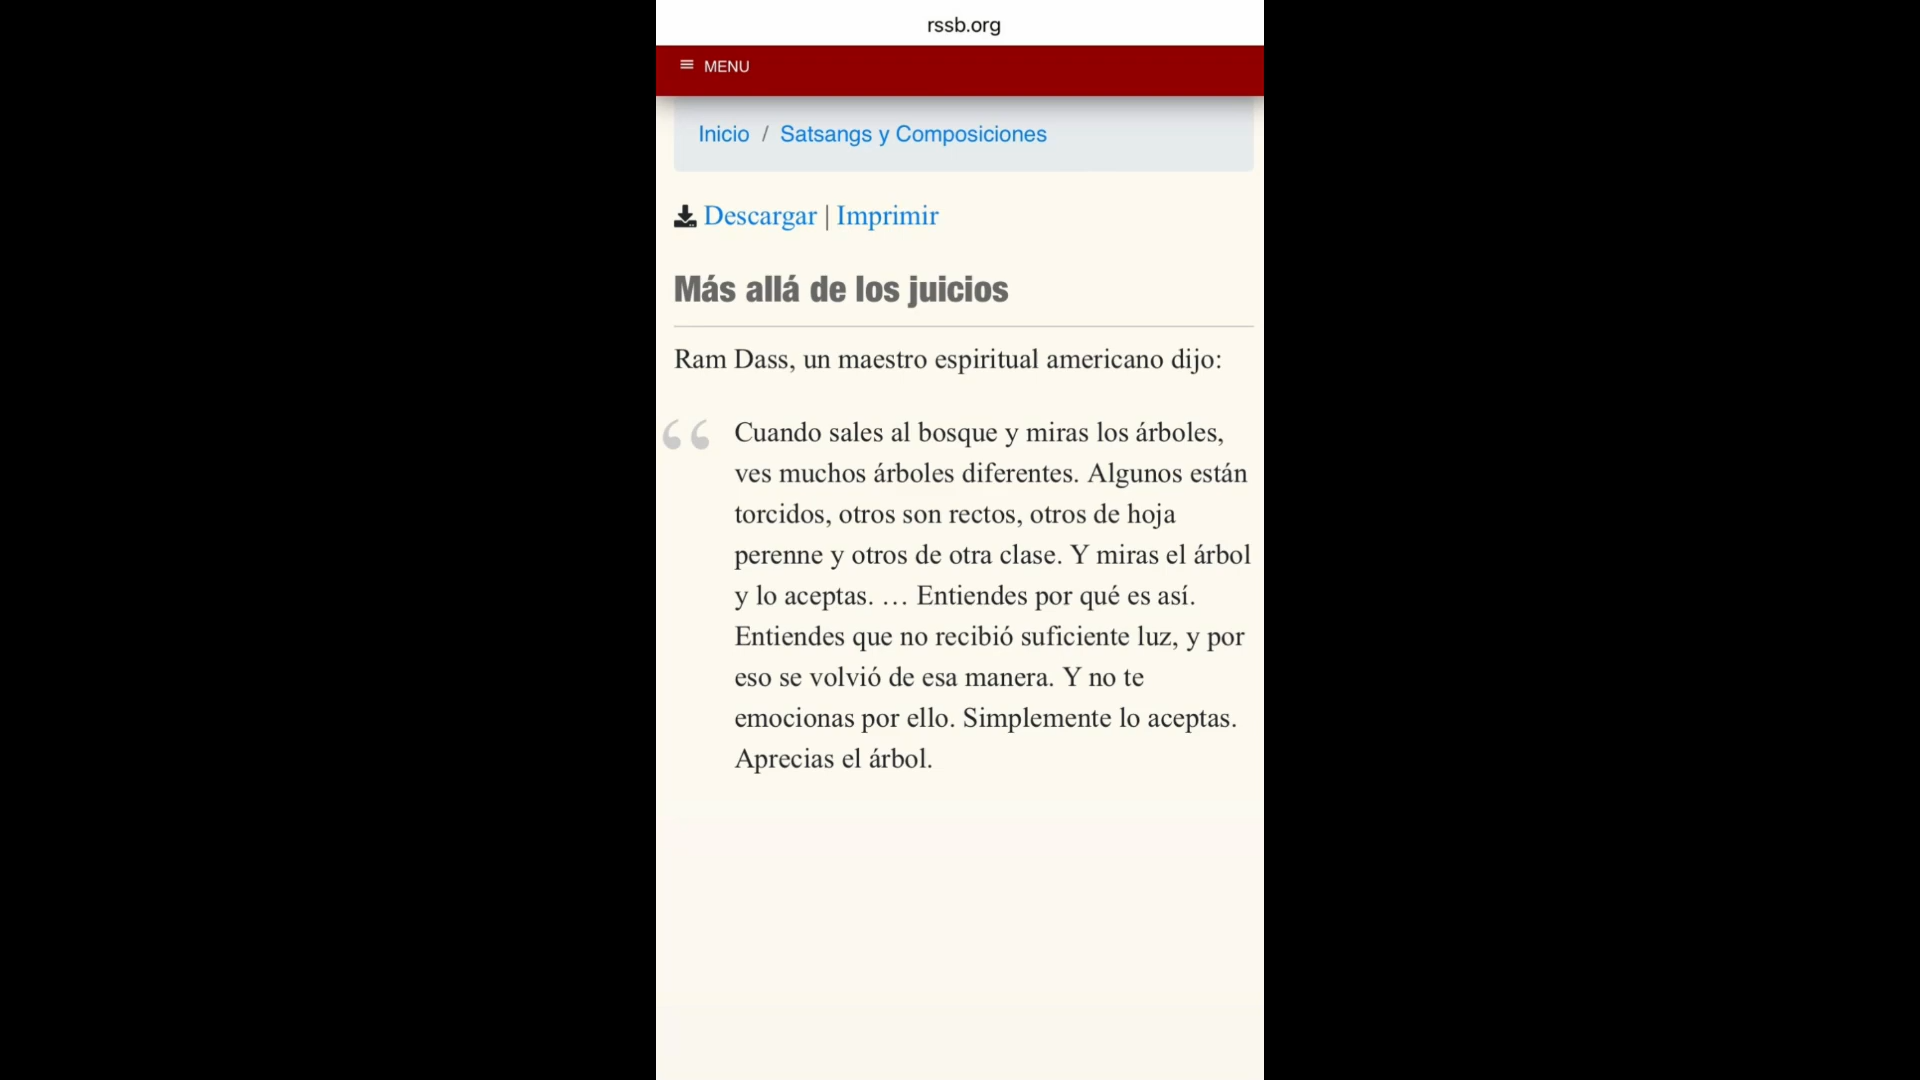 rssb.org
MENU
Inicio / Satsangs y Composiciones
Descargar | Imprimir
Más allá de los juicios
Ram Dass, un maestro espiritual americano dijo:
“
Cuando sales al bosque y miras los árboles,
ves muchos árboles diferentes. Algunos están
torcidos, otros son rectos, otros de hoja
perenne y otros de otra clase. Y miras el árbol
y lo aceptas. … Entiendes por qué es así.
Entiendes que no recibió suficiente luz, y por
eso se volvió de esa manera. Y no te
emocionas por ello. Simplemente lo aceptas.
Aprecias el árbol.